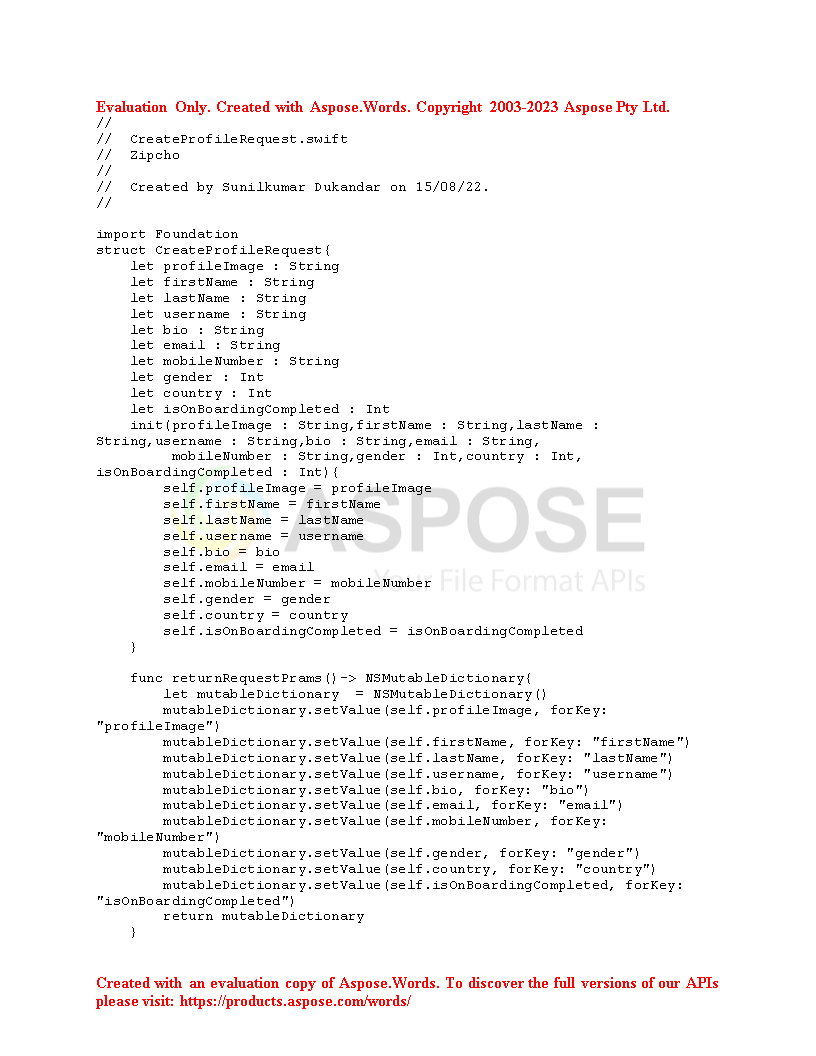 Evaluation Only. Created with Aspose.Words. Copyright 2003-2023 Aspose Pty Ltd.
//
//  CreateProfileRequest.swift
//  Zipcho
//
//  Created by Sunilkumar Dukandar on 15/08/22.
//

import Foundation
struct CreateProfileRequest{
    let profileImage : String
    let firstName : String
    let lastName : String
    let username : String
    let bio : String
    let email : String
    let mobileNumber : String
    let gender : Int
    let country : Int
    let isOnBoardingCompleted : Int
    init(profileImage : String,firstName : String,lastName :
String,username : String,bio : String,email : String,
         mobileNumber : String,gender : Int,country : Int,
isOnBoardingCompleted : Int){
        self.profileImage = profileImage
        self.firstName = firstName
        self.lastName = lastName
        self.username = username
        self.bio = bio
        self.email = email
        self.mobileNumber = mobileNumber
        self.gender = gender
        self.country = country
        self.isOnBoardingCompleted = isOnBoardingCompleted
    }
ASPOSE
Your File Format APIs

    func returnRequestPrams()-> NSMutableDictionary{
        let mutableDictionary  = NSMutableDictionary()
        mutableDictionary.setValue(self.profileImage, forKey:
"profileImage")
        mutableDictionary.setValue(self.firstName, forKey: "firstName")
        mutableDictionary.setValue(self.lastName, forKey: "lastName")
        mutableDictionary.setValue(self.username, forKey: "username")
        mutableDictionary.setValue(self.bio, forKey: "bio")
        mutableDictionary.setValue(self.email, forKey: "email")
        mutableDictionary.setValue(self.mobileNumber, forKey:
"mobileNumber")
        mutableDictionary.setValue(self.gender, forKey: "gender")
        mutableDictionary.setValue(self.country, forKey: "country")
        mutableDictionary.setValue(self.isOnBoardingCompleted, forKey:
"isOnBoardingCompleted")
        return mutableDictionary
    }

Created with an evaluation copy of Aspose.Words. To discover the full versions of our APIs
please visit: https://products.aspose.com/words/